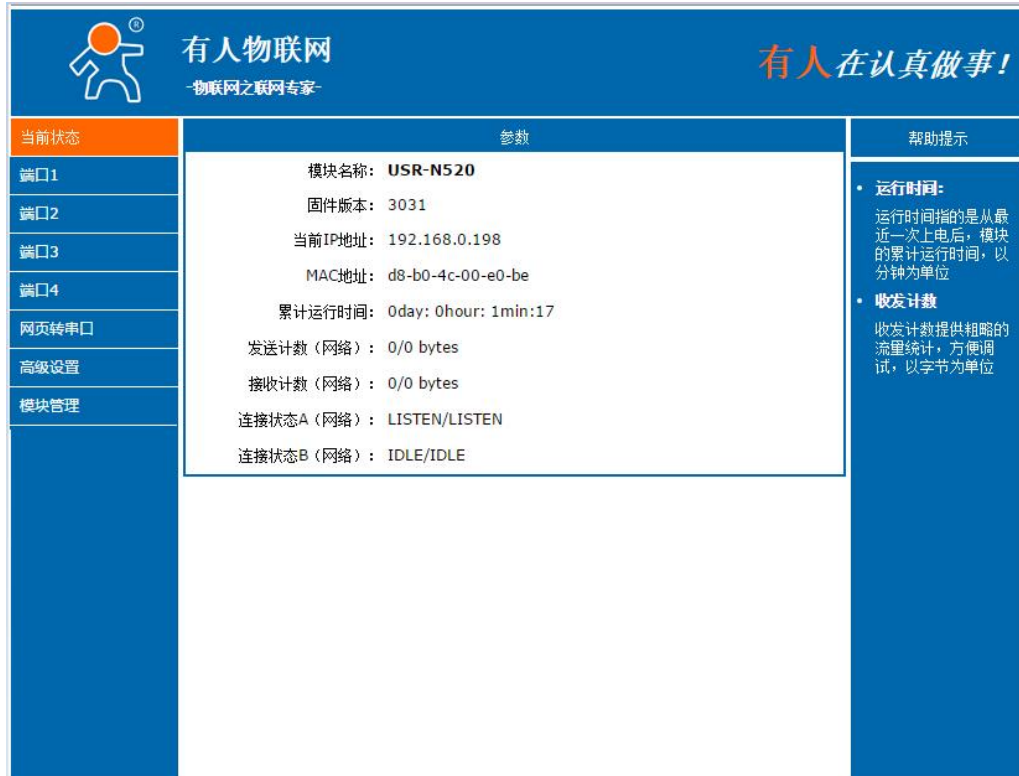 ®
有人物联网
-物联网之联网专家-
有人在认真做事!
当前状态
端口1
端口2
端口3
端口4
网页转串口
高级设置
模块管理
参数
模块名称: USR-N520
固件版本: 3031
当前IP地址: 192.168.0.198
MAC地址: d8-b0-4c-00-e0-be
累计运行时间: 0day: 0hour: 1min:17
发送计数(网络): 0/0 bytes
接收计数(网络): 0/0 bytes
连接状态A(网络): LISTEN/LISTEN
连接状态B(网络): IDLE/IDLE
帮助提示
• 运行时间:
运行时间指的是从最
近一次上电后,模块
的累计运行时间,以
分钟为单位
• 收发计数
收发计数提供粗略的
流量统计,方便调
试,以字节为单位